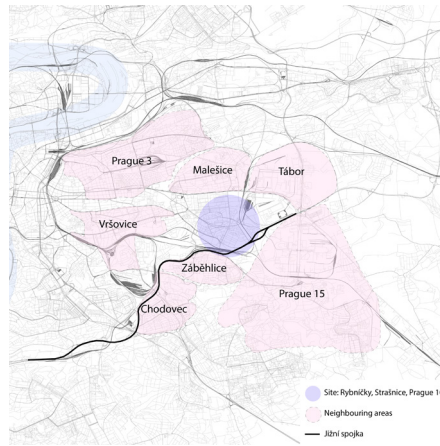 Prague 3
Malešice
Tábor
Vršovice
Záběhlice
Prague 15
Chodovec
Site: Rybníčky, Strašnice, Prague 1
Neighbouring areas
Jižní spojka